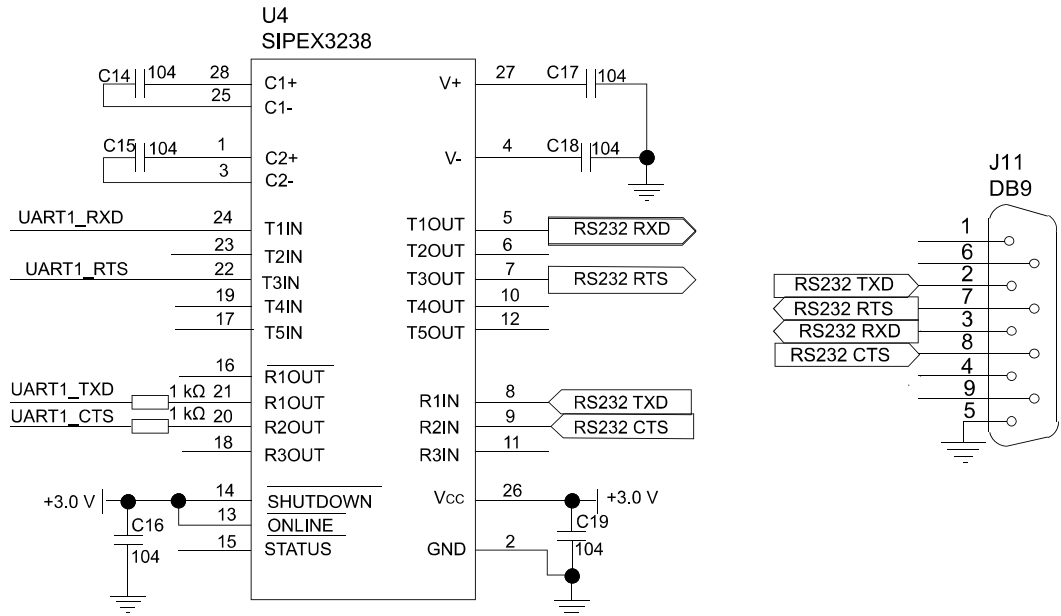 U4
SIPEX3238
C14 104 28 C1+ V+ 27 C17 104
25 C1-
C15 104 1 C2+ V- 4 C18 104
3 C2-
UART1_RXD 24 T1IN T1OUT 5 RS232 RXD
23 T2IN T2OUT 6
UART1_RTS 22 T3IN T3OUT 7 RS232 RTS
19 T4IN T4OUT 10
17 T5IN T5OUT 12
16 R1OUT
UART1_TXD 1 kΩ 21 R1OUT R1IN 8 RS232 TXD
UART1_CTS 1 kΩ 20 R2OUT R2IN 9 RS232 CTS
18 R3OUT R3IN 11
+3.0 V 14 SHUTDOWN Vcc 26 +3.0 V
13 ONLINE
C16 104 C19 104
15 STATUS GND 2
J11
DB9
1
6
RS232 TXD 2
RS232 RTS 7
RS232 RXD 3
RS232 CTS 8
4
9
5